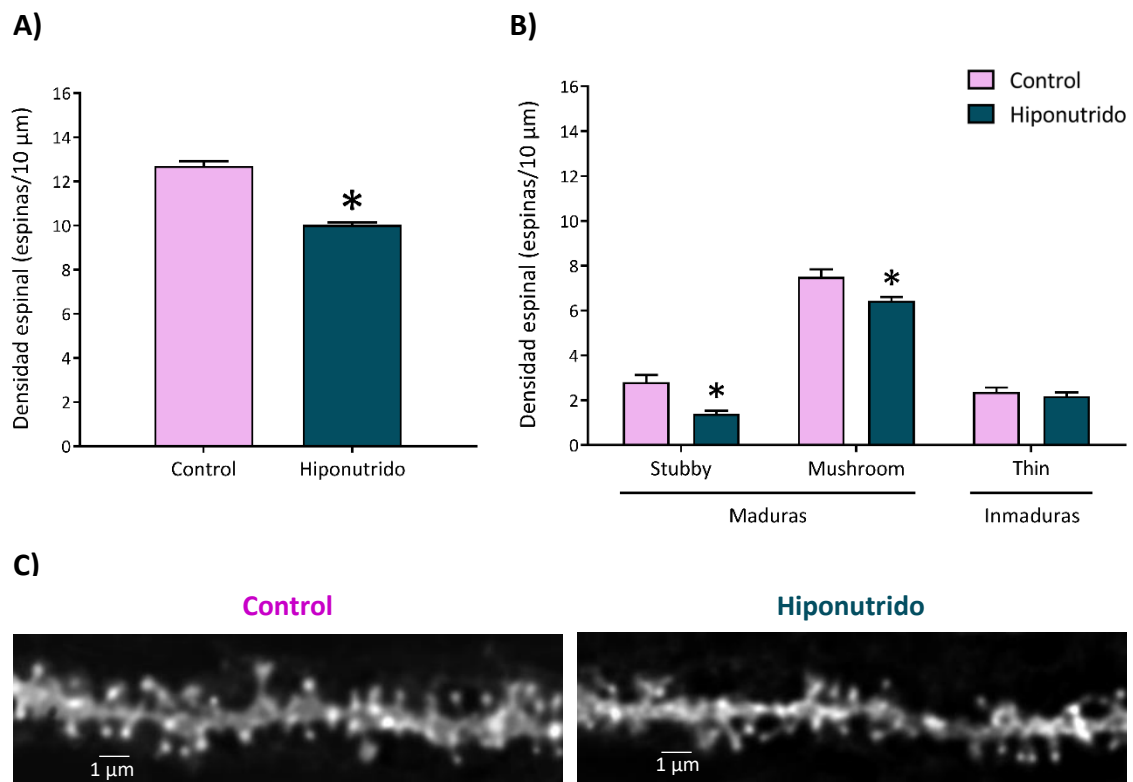 A)
Densidad espinal (espinas/10 µm)
16
14
12
10
8
6
4
2
0
*
Control
Hiponutrido
B)
Control
Hiponutrido
Densidad espinal (espinas/10 µm)
16
14
12
10
8
6
4
2
0
*
*
Stubby
Mushroom
Thin
Maduras
Inmaduras
C)
Control
Hiponutrido
1 µm
1 µm